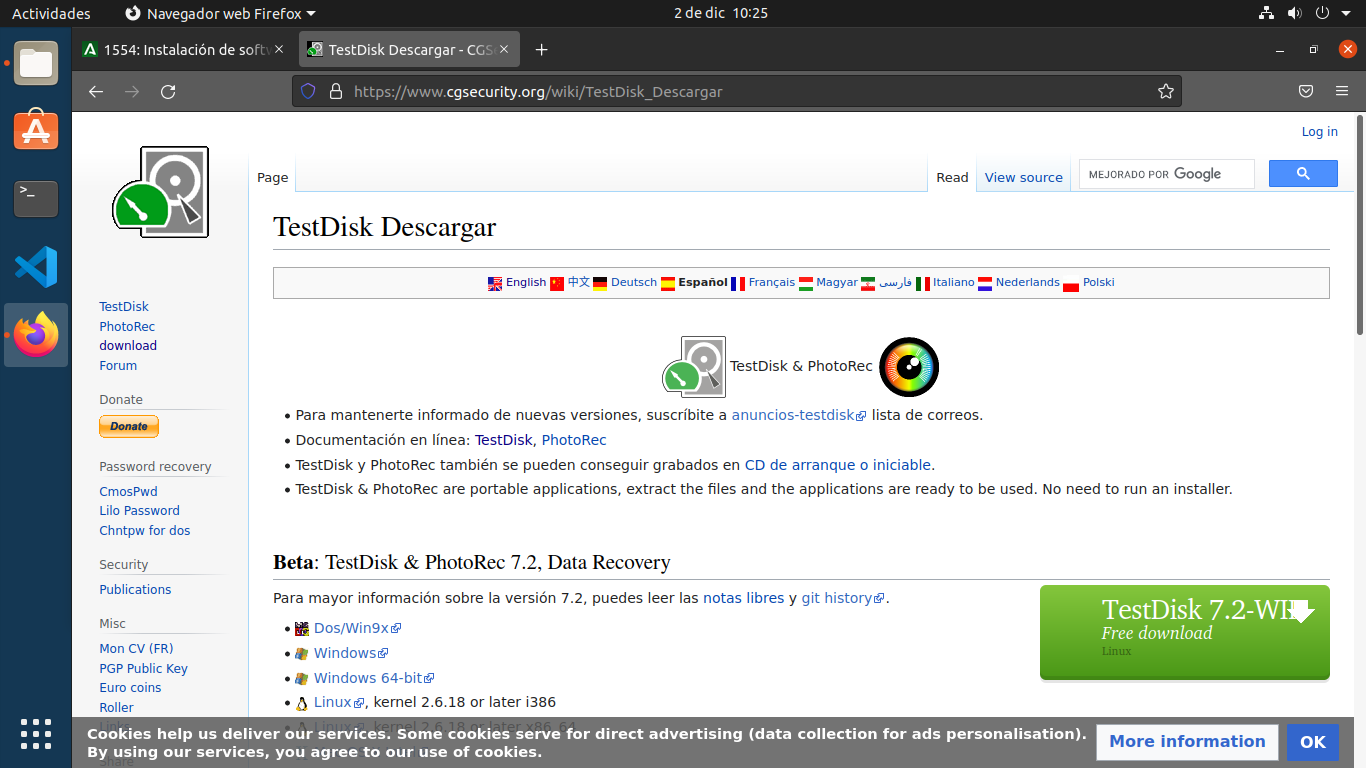 Actividades
Navegador web Firefox
2 de dic 10:25
1554: Instalación de softw
TestDisk Descargar - CGSe
https://www.cgsecurity.org/wiki/TestDisk_Descargar
Log in
Page
Read
View source
MEJORADO POR Google
TestDisk Descargar
English 中文 Deutsch Español Français Magyar فارسی Italiano Nederlands Polski
TestDisk
PhotoRec
download
Forum
Donate
Donate
Password recovery
CmosPwd
Lilo Password
Chntpw for dos
Security
Publications
Misc
Mon CV (FR)
PGP Public Key
Euro coins
Roller
Links
Share
TestDisk & PhotoRec
• Para mantenerte informado de nuevas versiones, suscríbite a anuncios-testdisk lista de correos.
• Documentación en línea: TestDisk, PhotoRec
• TestDisk y PhotoRec también se pueden conseguir grabados en CD de arranque o iniciable.
• TestDisk & PhotoRec are portable applications, extract the files and the applications are ready to be used. No need to run an installer.
Beta: TestDisk & PhotoRec 7.2, Data Recovery
Para mayor información sobre la versión 7.2, puedes leer las notas libres y git history.
• Dos/Win9x
• Windows
• Windows 64-bit
• Linux, kernel 2.6.18 or later i386
• Linux, kernel 2.6.18 or later x86_64
TestDisk 7.2-WIP
Free download
Linux
Cookies help us deliver our services. Some cookies serve for direct advertising (data collection for ads personalisation).
By using our services, you agree to our use of cookies.
More information
OK